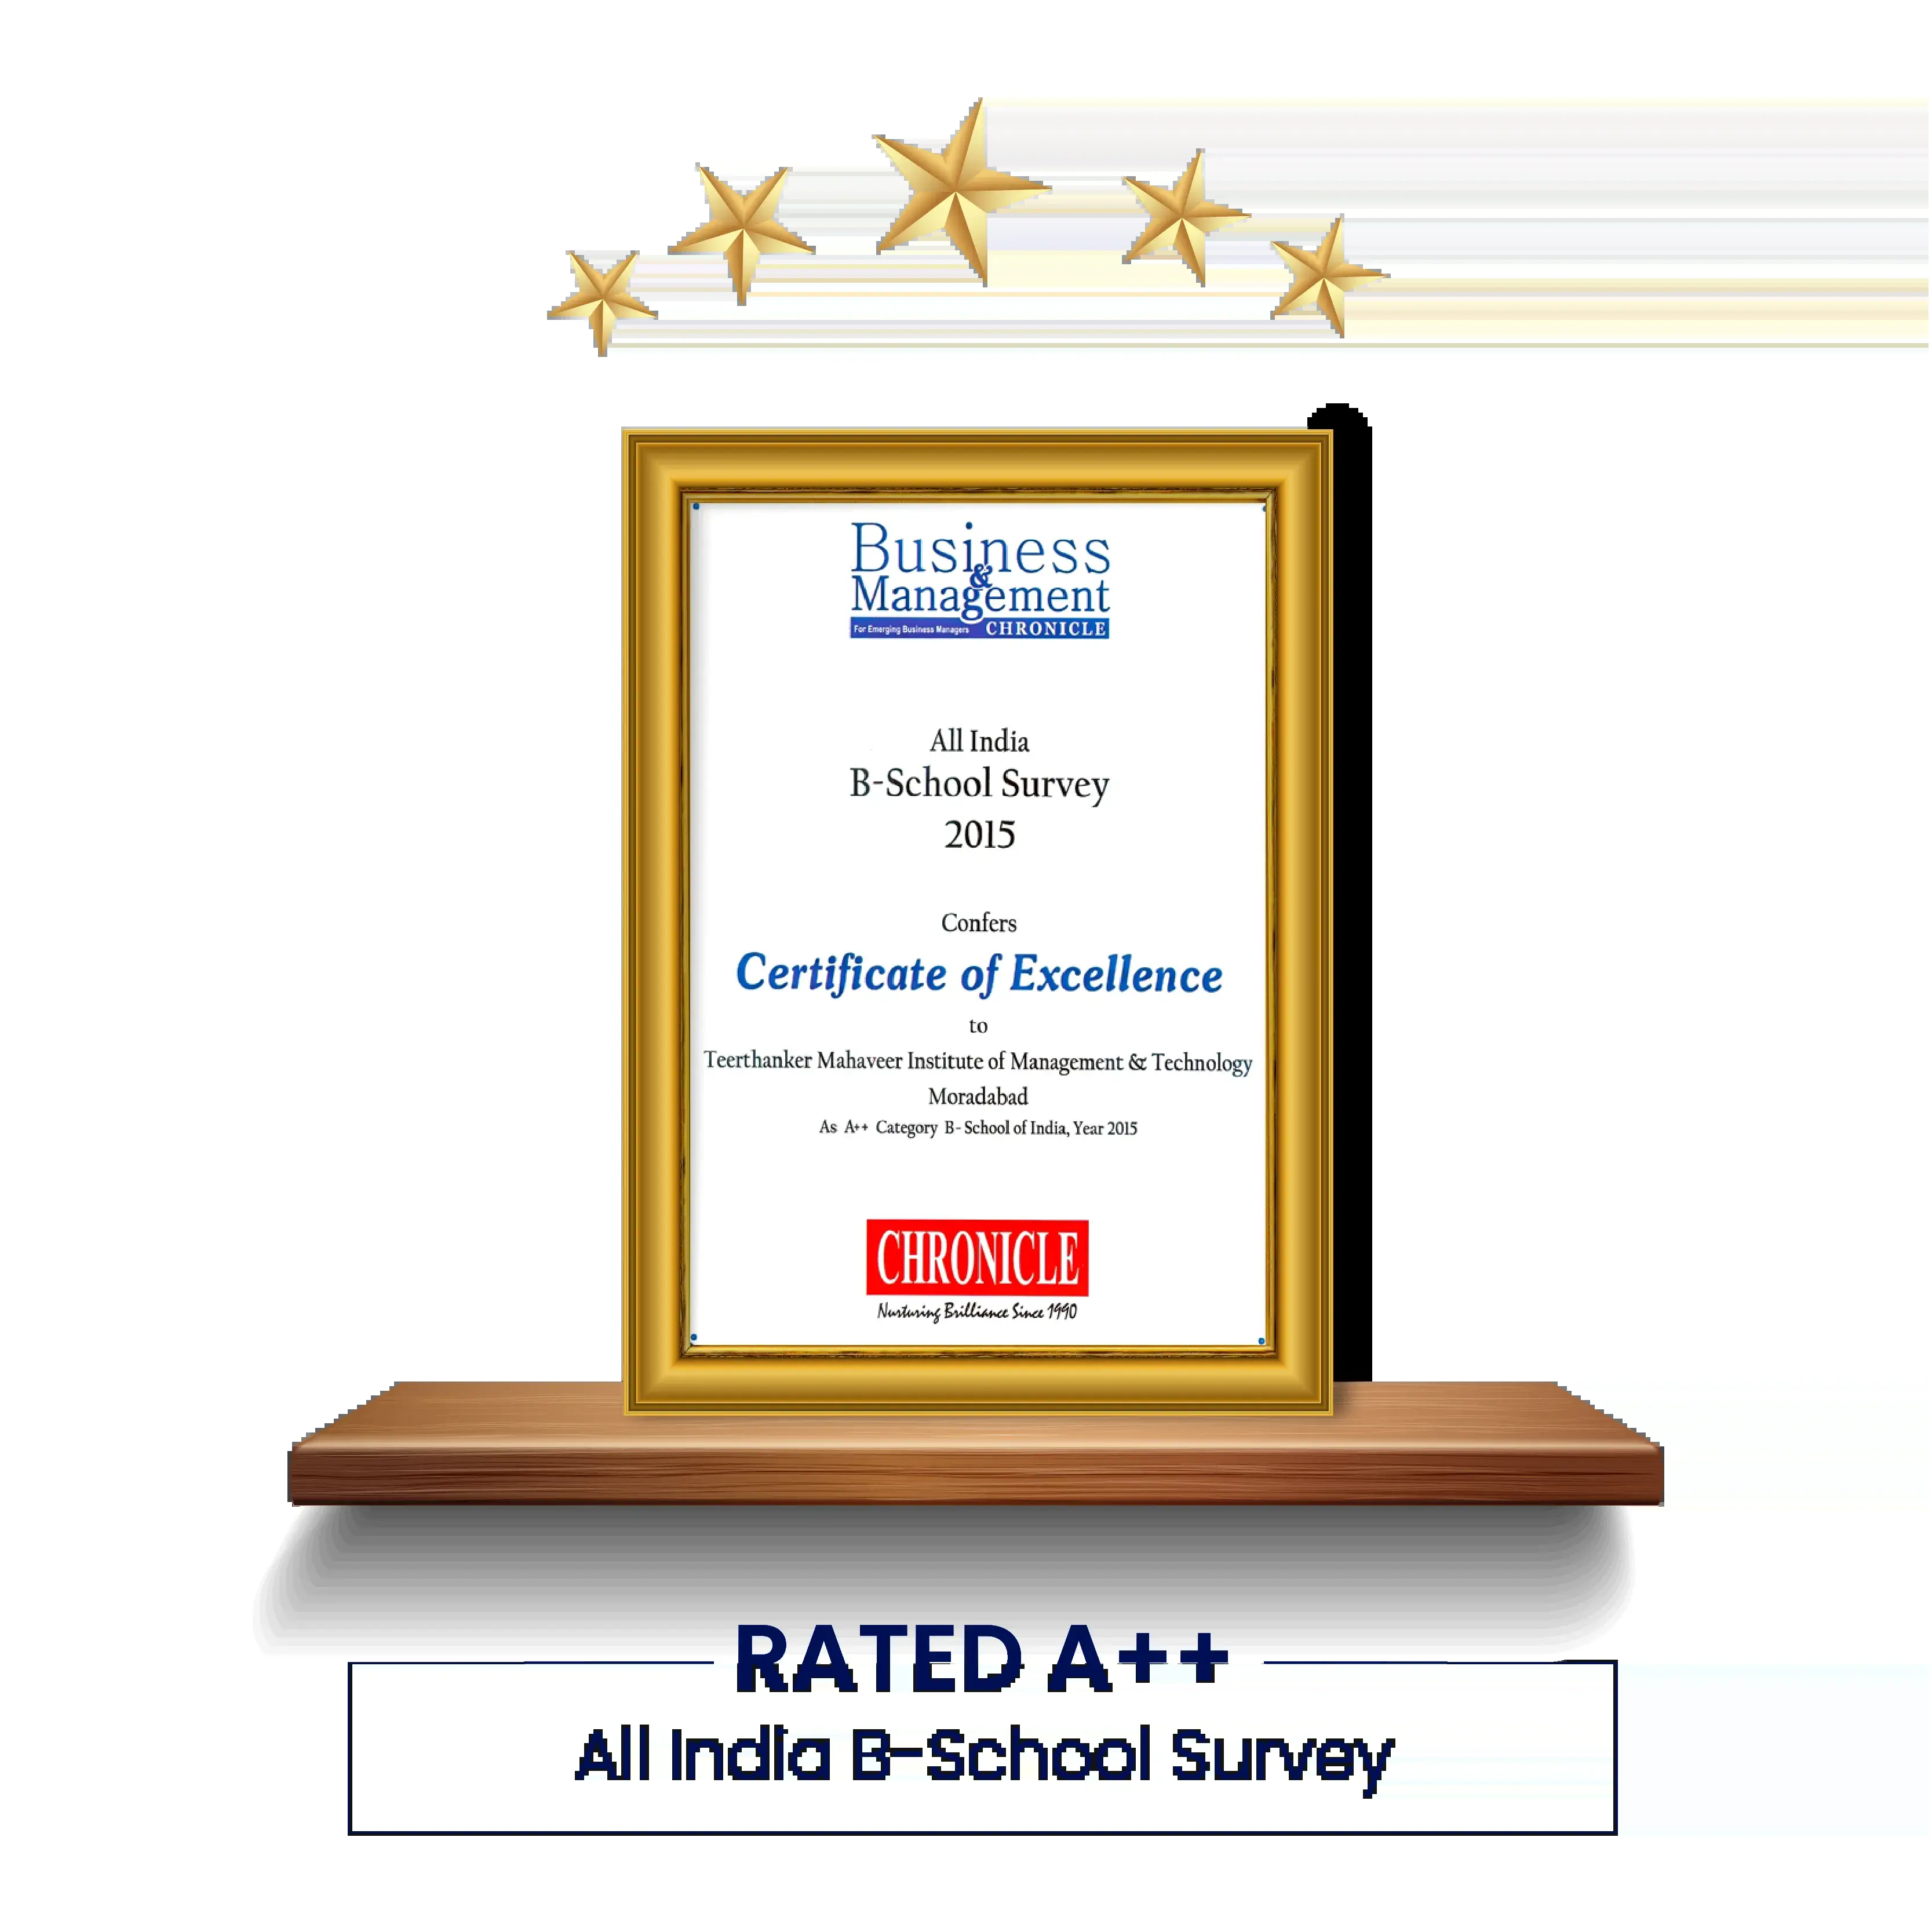 Business
&
Management
For Emerging Business Managers CHRONICLE
All India
B-School Survey
2015
Confers
Certificate of Excellence
to
Teerthanker Mahaveer Institute of Management & Technology
Moradabad
As A++ Category B- School of India, Year 2015
CHRONICLE
Nurturing Brilliance Since 1990
RATED A++
All India B-School Survey